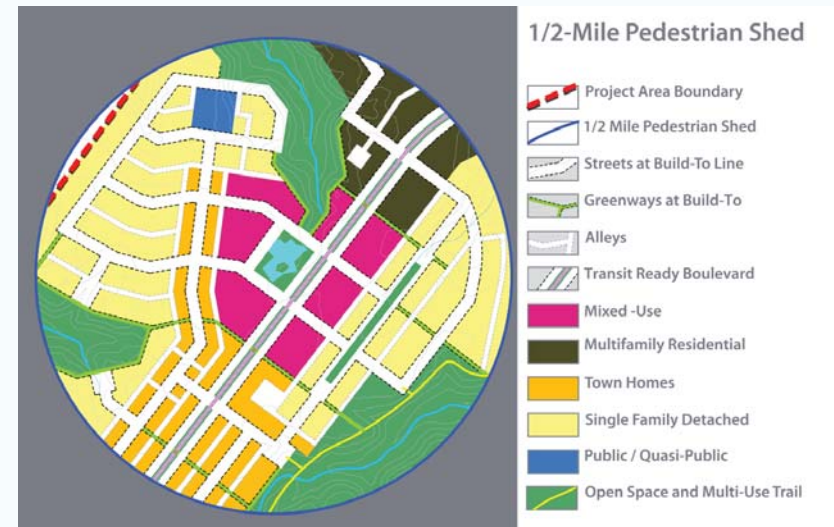 1/2-Mile Pedestrian Shed
Project Area Boundary
1/2 Mile Pedestrian Shed
Streets at Build-To Line
Greenways at Build-To
Alleys
Transit Ready Boulevard
Mixed -Use
Multifamily Residential
Town Homes
Single Family Detached
Public / Quasi-Public
Open Space and Multi-Use Trail